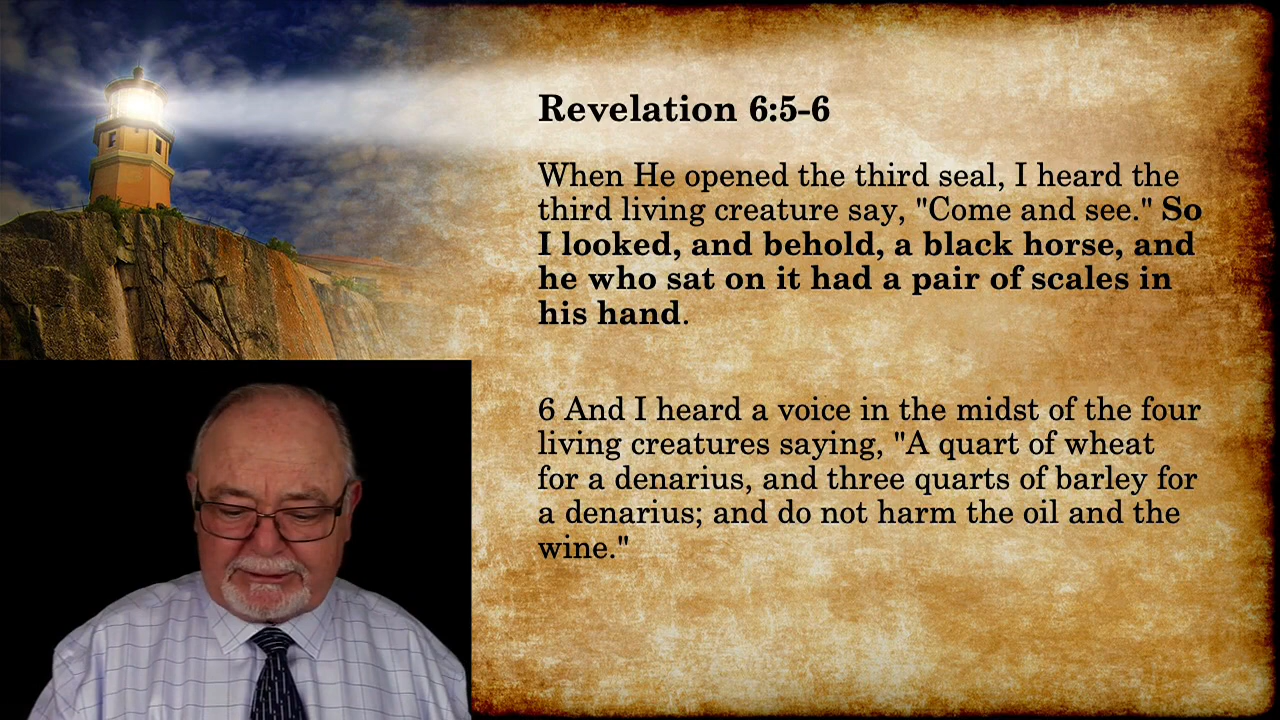 Revelation 6:5-6
When He opened the third seal, I heard the
third living creature say, "Come and see." So
I looked, and behold, a black horse, and
he who sat on it had a pair of scales in
his hand.
6 And I heard a voice in the midst of the four
living creatures saying, "A quart of wheat
for a denarius, and three quarts of barley for
a denarius; and do not harm the oil and the
wine."